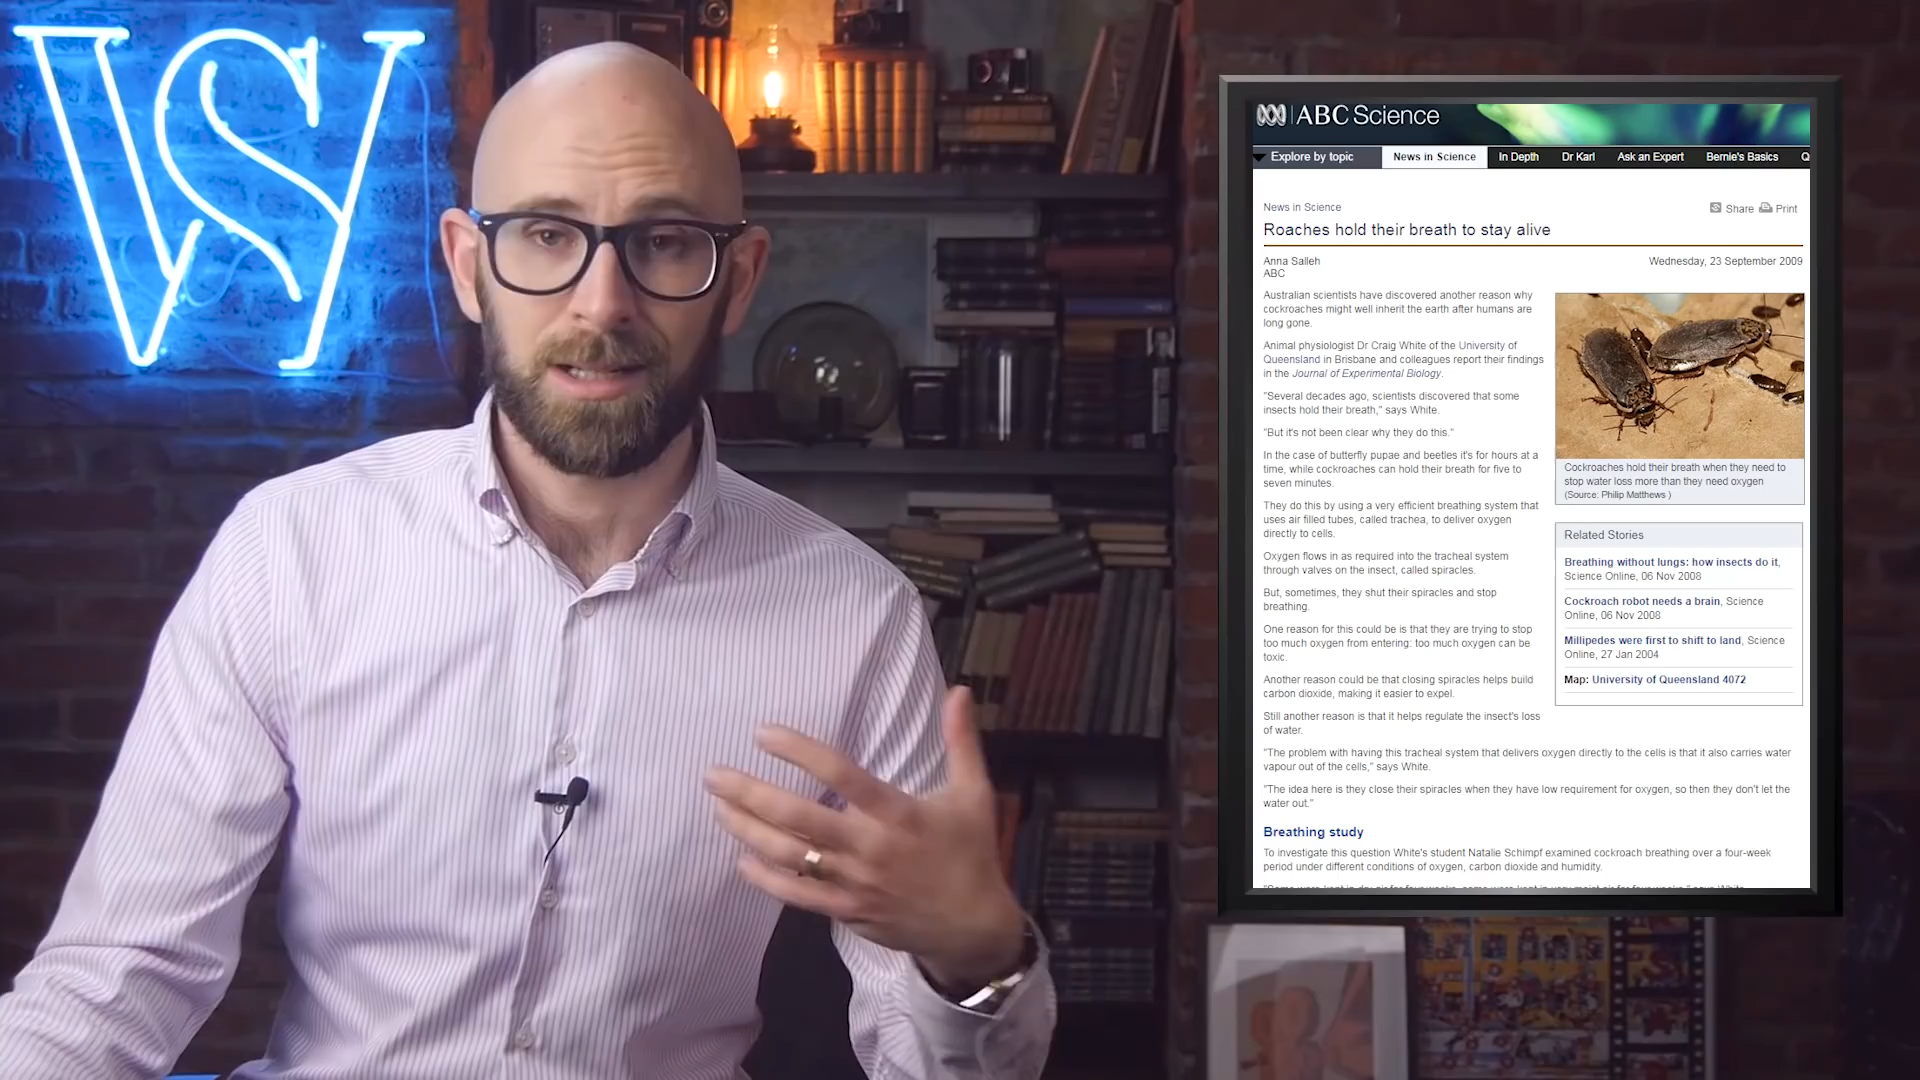 VS
ABC Science
Explore by topic
News in Science
In Depth
Dr Karl
Ask an Expert
Bernie's Basics
Q
News in Science
Share
Print
Roaches hold their breath to stay alive
Anna Salleh
ABC
Wednesday, 23 September 2009
Australian scientists have discovered another reason why
cockroaches might well inherit the earth after humans are
long gone.
Animal physiologist Dr Craig White of the University of
Queensland in Brisbane and colleagues report their findings
in the Journal of Experimental Biology.
"Several decades ago, scientists discovered that some
insects hold their breath," says White.
"But it's not been clear why they do this."
In the case of butterfly pupae and beetles it's for hours at a
time, while cockroaches can hold their breath for five to
seven minutes.
They do this by using a very efficient breathing system that
uses air filled tubes, called trachea, to deliver oxygen
directly to cells.
Oxygen flows in as required into the tracheal system
through valves on the insect, called spiracles.
But, sometimes, they shut their spiracles and stop
breathing.
One reason for this could be is that they are trying to stop
too much oxygen from entering: too much oxygen can be
toxic.
Another reason could be that closing spiracles helps build
carbon dioxide, making it easier to expel.
Still another reason is that it helps regulate the insect's loss
of water.
Cockroaches hold their breath when they need to
stop water loss more than they need oxygen
(Source: Philip Matthews )
Related Stories
Breathing without lungs: how insects do it,
Science Online, 06 Nov 2008
Cockroach robot needs a brain, Science
Online, 06 Nov 2008
Millipedes were first to shift to land, Science
Online, 27 Jan 2004
Map: University of Queensland 4072
"The problem with having this tracheal system that delivers oxygen directly to the cells is that it also carries water
vapour out of the cells," says White.
"The idea here is they close their spiracles when they have low requirement for oxygen, so then they don't let the
water out."
Breathing study
To investigate this question White's student Natalie Schimpf examined cockroach breathing over a four-week
period under different conditions of oxygen, carbon dioxide and humidity.